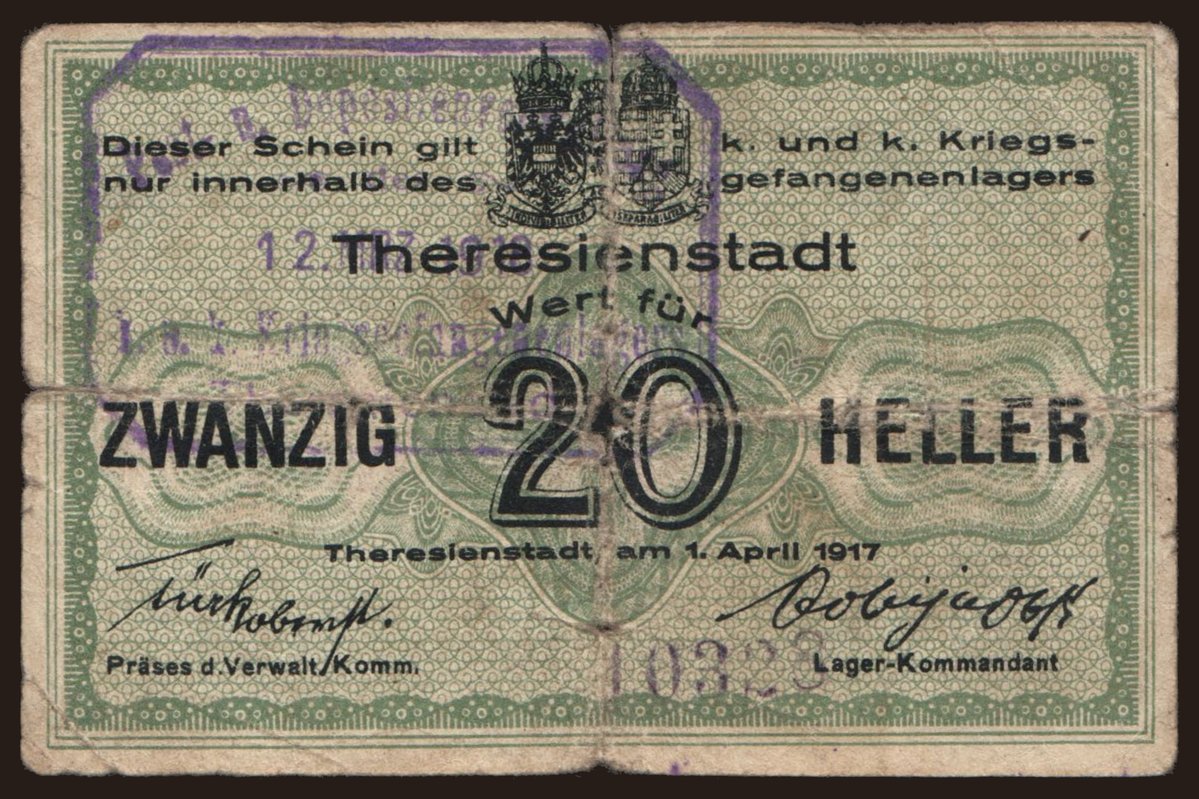 Dieser Schein gilt k. und k. Kriegs-
nur innerhalb des gefangenenlagers
Theresienstadt
Wert für
ZWANZIG 20 HELLER
Theresienstadt, am 1. April 1917
Präses d. Verwalt. Komm. Lager-Kommandant
10323